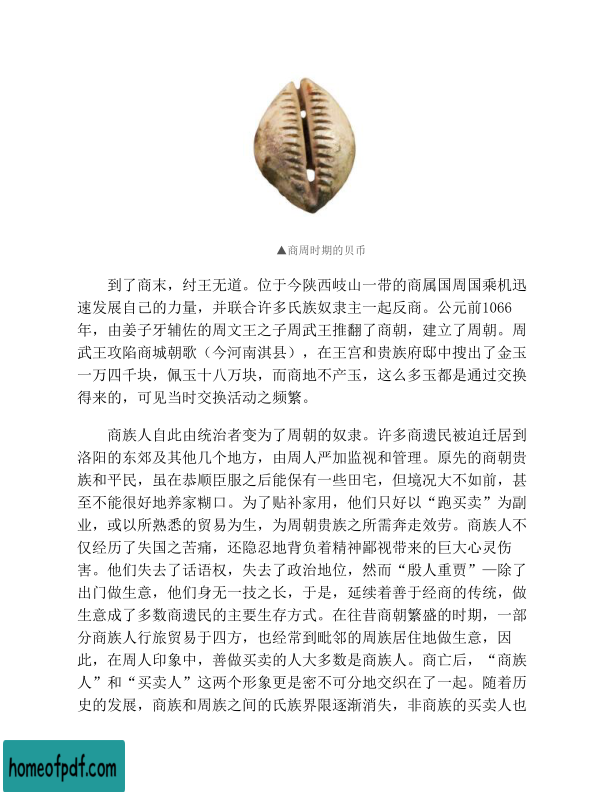 ▲商周时期的贝币
到了商末，纣王无道。位于今陕西岐山一带的商属国周国乘机迅
速发展自己的力量，并联合许多氏族奴隶主一起反商。公元前1066
年，由姜子牙辅佐的周文王之子周武王推翻了商朝，建立了周朝。周
武王攻陷商城朝歌（今河南淇县），在王宫和贵族府邸中搜出了金玉
一万四千块，佩玉十八万块，而商地不产玉，这么多玉都是通过交换
得来的，可见当时交换活动之频繁。
商族人自此由统治者变为了周朝的奴隶。许多商遗民被迫迁居到
洛阳的东郊及其他几个地方，由周人严加监视和管理。原先的商朝贵
族和平民，虽在恭顺臣服之后能保有一些田宅，但境况大不如前，甚
至不能很好地养家糊口。为了贴补家用，他们只好以“跑买卖”为副
业，或以所熟悉的贸易为生，为周朝贵族之所需奔走效劳。商族人不
仅经历了失国之苦痛，还隐忍地背负着精神鄙视带来的巨大心灵伤
害。他们失去了话语权，失去了政治地位，然而“殷人重贾”—除了
出门做生意，他们身无一技之长，于是，延续着善于经商的传统，做
生意成了多数商遗民的主要生存方式。在往昔商朝繁盛的时期，一部
分商族人行旅贸易于四方，也经常到毗邻的周族居住地做生意，因
此，在周人印象中，善做买卖的人大多数是商族人。商亡后，“商族
人”和“买卖人”这两个形象更是密不可分地交织在了一起。随着历
史的发展，商族和周族之间的氏族界限逐渐消失，非商族的买卖人也
homeofpdf.com